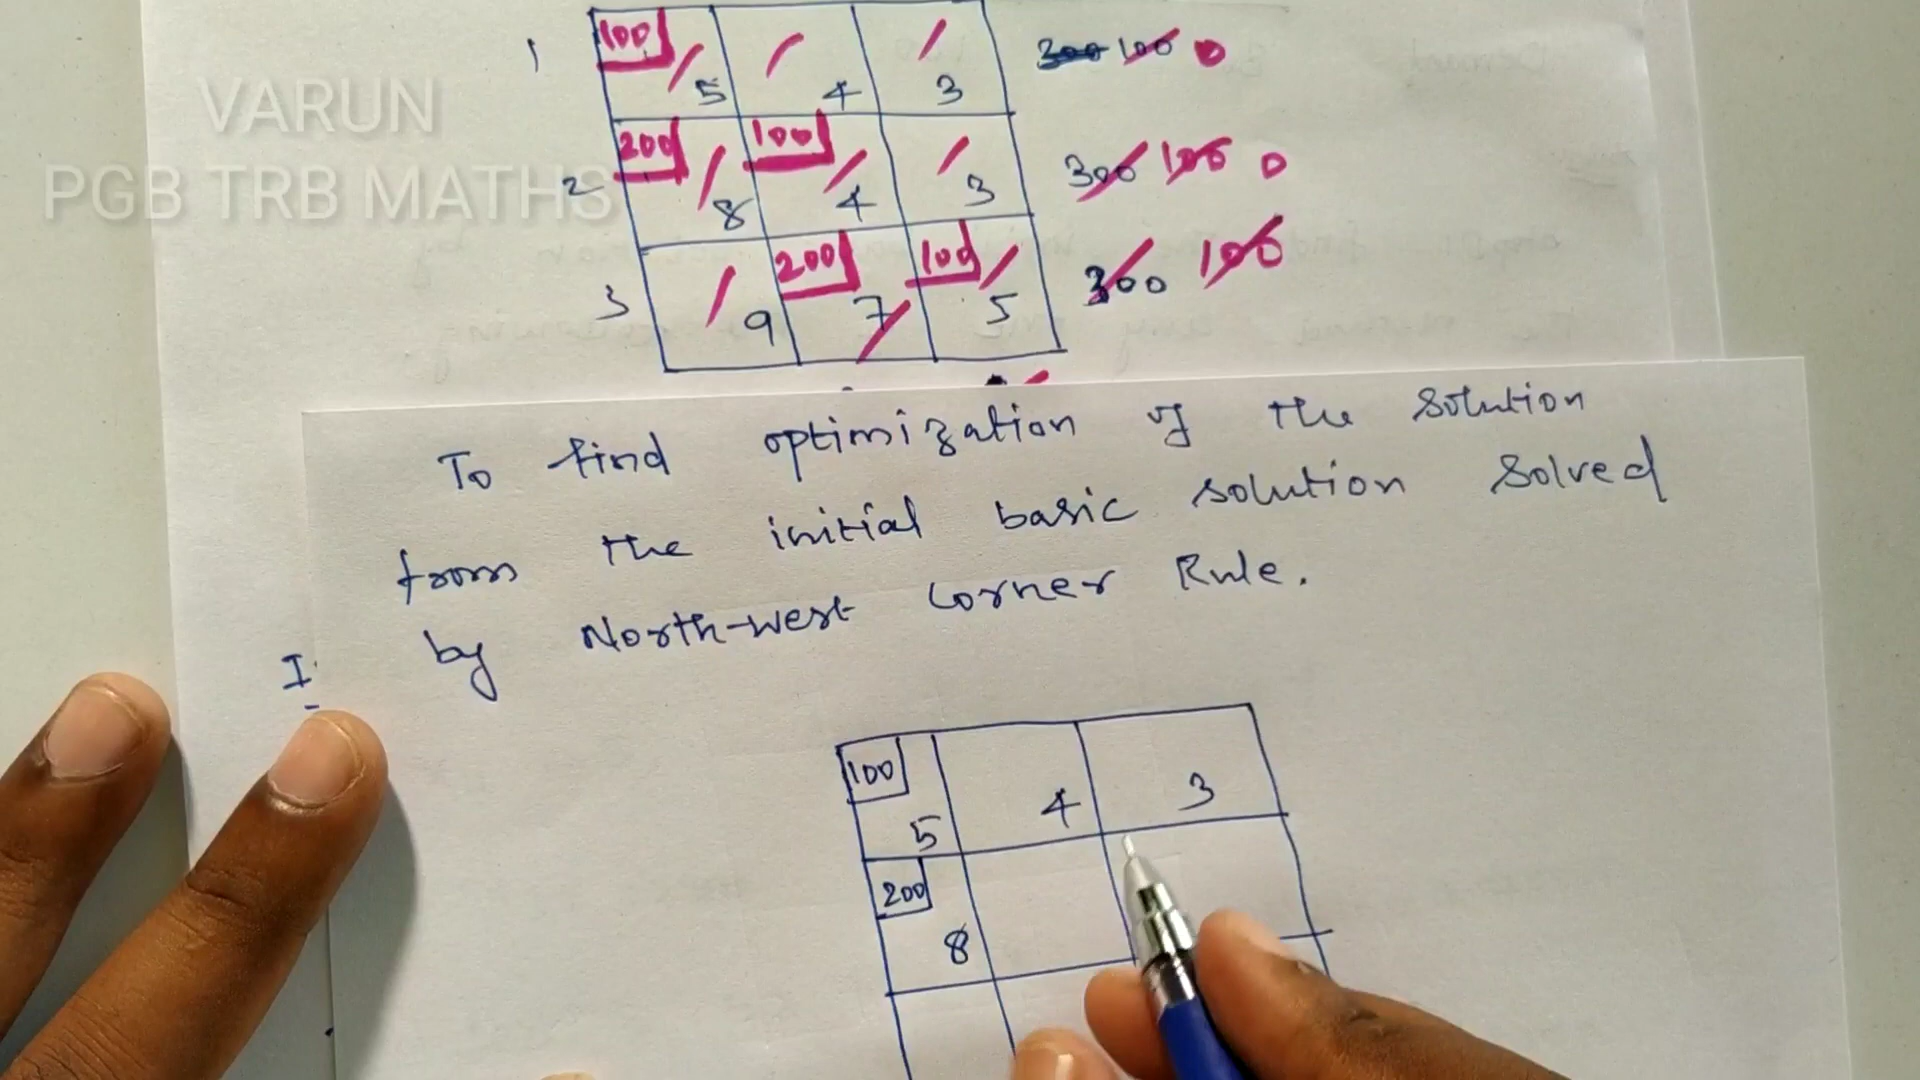 VARUN
PGB TRB MATHS
1 100 5 4 3 300 100 0
2 200 8 100 4 3 300 100 0
3 9 200 7 100 5 300 100
To find optimization of the solution
from the initial basic solution solved
by North-west Corner Rule.
I
100 5 4 3
200 8